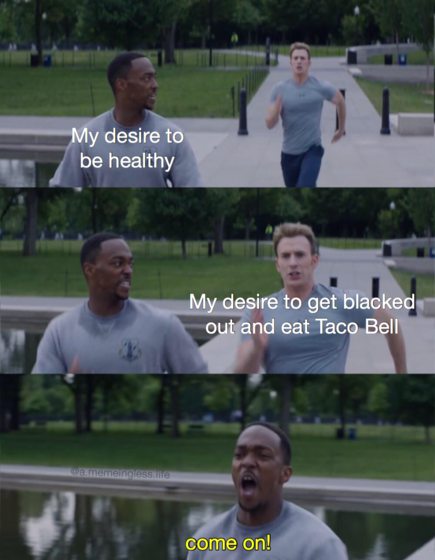 My desire to
be healthy
My desire to get blacked
out and eat Taco Bell
@a.memeingless.life
come on!